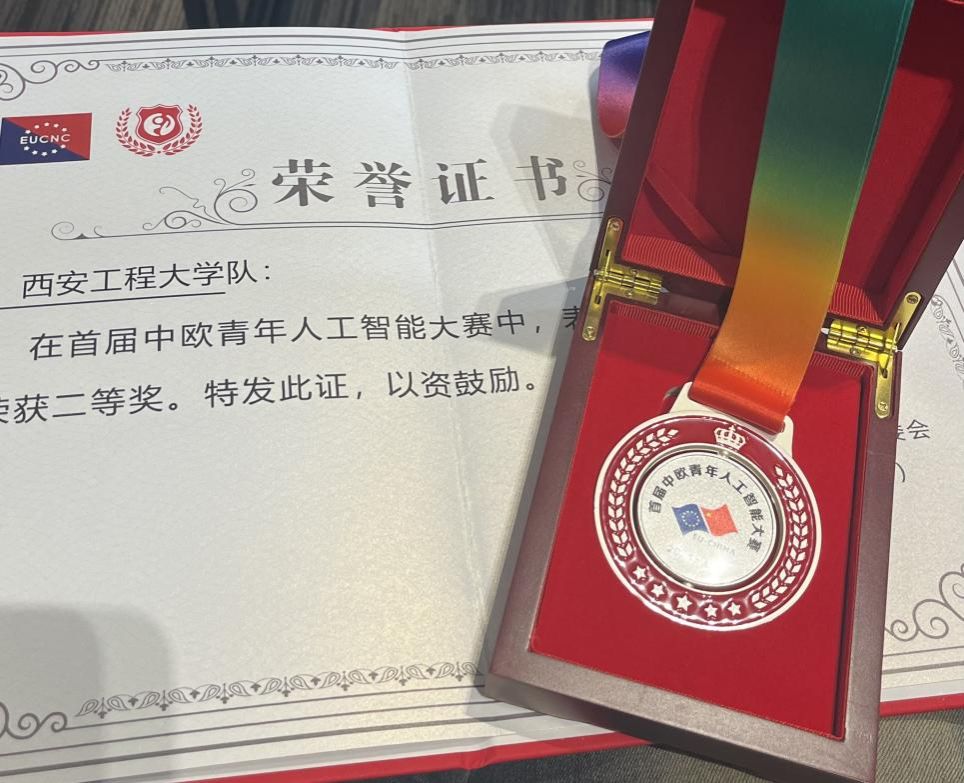 EUCNC
荣誉证书
西安工程大学队：
在首届中欧青年人工智能大赛中，
荣获二等奖。特发此证，以资鼓励。
首届中欧青年人工智能大赛
EU-CHINA